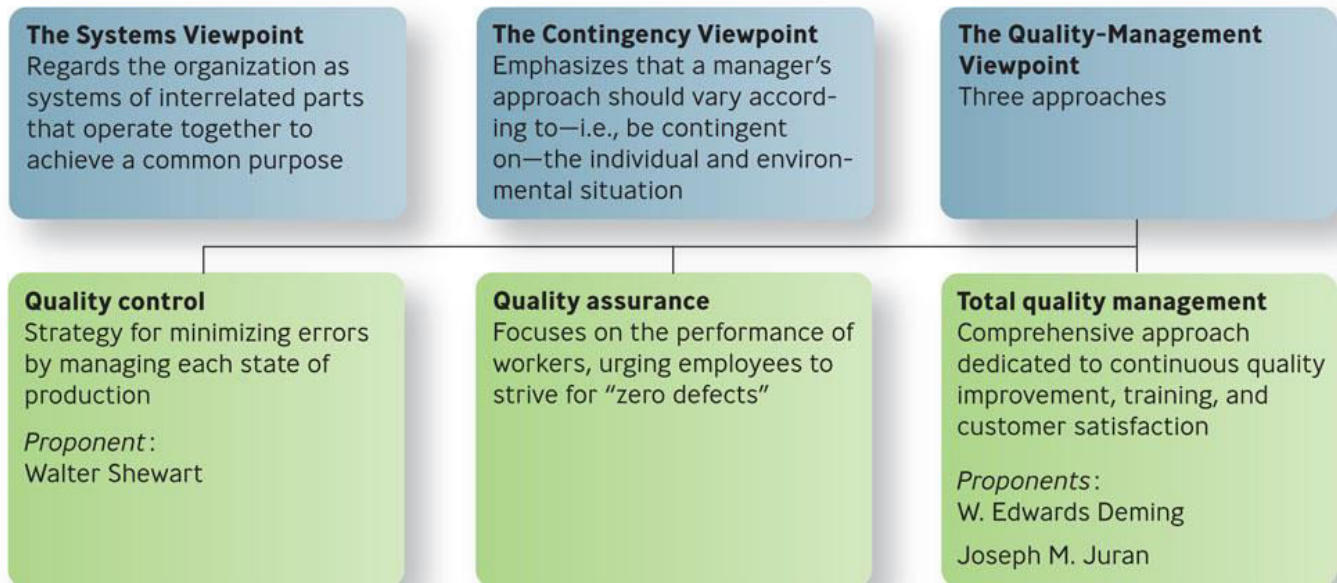 The Systems Viewpoint
Regards the organization as
systems of interrelated parts
that operate together to
achieve a common purpose
The Contingency Viewpoint
Emphasizes that a manager’s
approach should vary accord-
ing to—i.e., be contingent
on—the individual and environ-
mental situation
The Quality-Management
Viewpoint
Three approaches
Quality control
Strategy for minimizing errors
by managing each state of
production
Proponent:
Walter Shewart
Quality assurance
Focuses on the performance of
workers, urging employees to
strive for “zero defects”
Total quality management
Comprehensive approach
dedicated to continuous quality
improvement, training, and
customer satisfaction
Proponents:
W. Edwards Deming
Joseph M. Juran